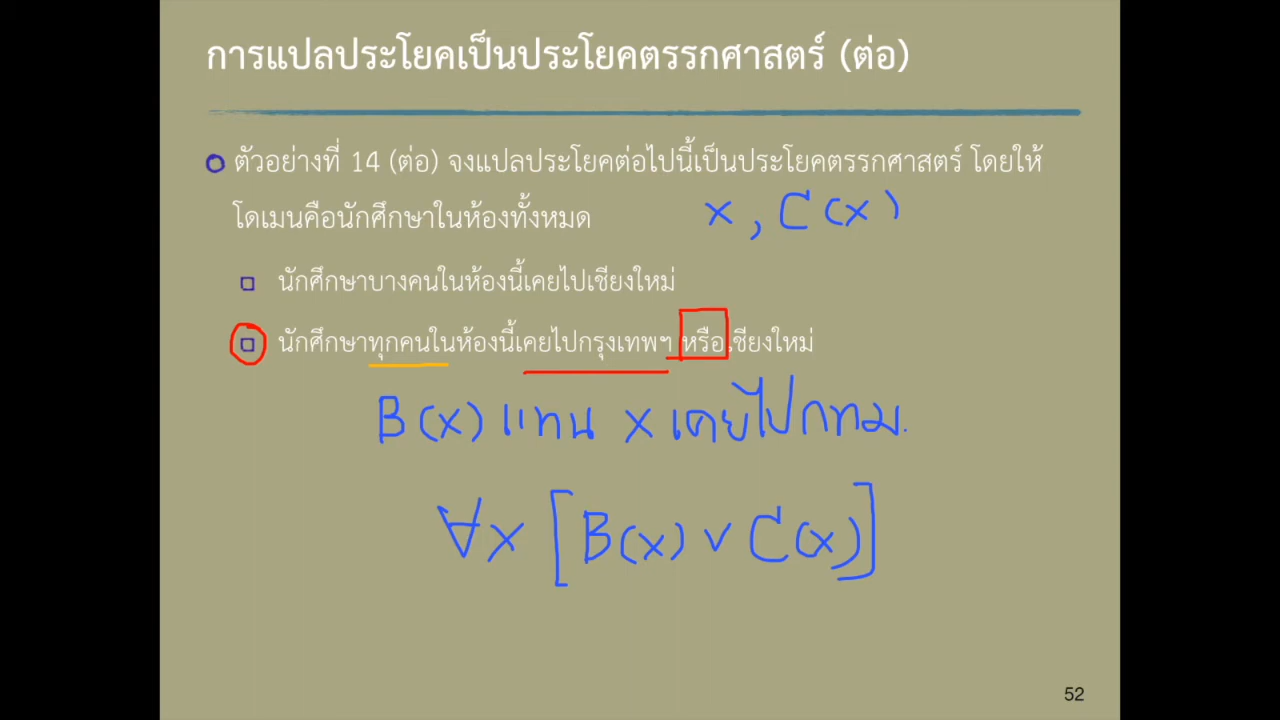 การแปลประโยคเป็นประโยคตรรกศาสตร์ (ต่อ)
ตัวอย่างที่ 14 (ต่อ) จงแปลประโยคต่อไปนี้เป็นประโยคตรรกศาสตร์ โดยให้
โดเมนคือนักศึกษาในห้องทั้งหมด
x , C(x)
นักศึกษาบางคนในห้องนี้เคยไปเชียงใหม่
นักศึกษาทุกคนในห้องนี้เคยไปกรุงเทพฯ หรือเชียงใหม่
B(x) แทน x เคยไปกทม.
∀x [B(x) ∨ C(x)]
52